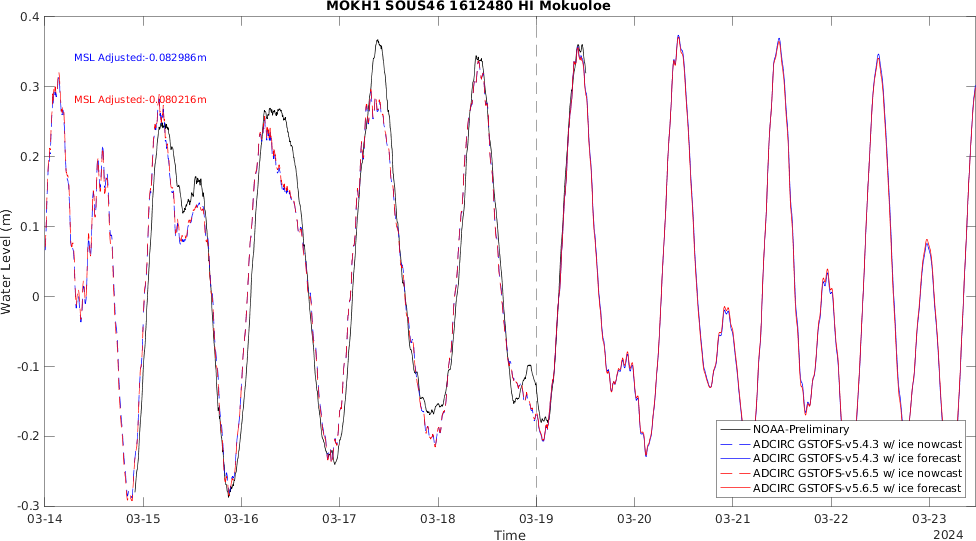 MOKH1 SOUS46 1612480 HI Mokuoloe
0.4
0.3
0.2
0.1
0
-0.1
-0.2
-0.3
Water Level (m)
MSL Adjusted:-0.082986m
MSL Adjusted:-0.080216m
NOAA-Preliminary
ADCIRC GSTOFS-v5.4.3 w/ ice nowcast
ADCIRC GSTOFS-v5.4.3 w/ ice forecast
ADCIRC GSTOFS-v5.6.5 w/ ice nowcast
ADCIRC GSTOFS-v5.6.5 w/ ice forecast
03-14 03-15 03-16 03-17 03-18 03-19 03-20 03-21 03-22 03-23
Time
2024